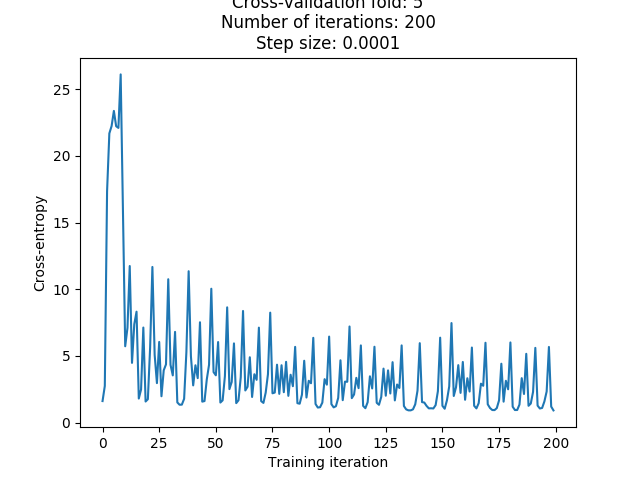 Cross-validation fold: 5
Number of iterations: 200
Step size: 0.0001
25
20
15
10
5
0
Cross-entropy
0 25 50 75 100 125 150 175 200
Training iteration